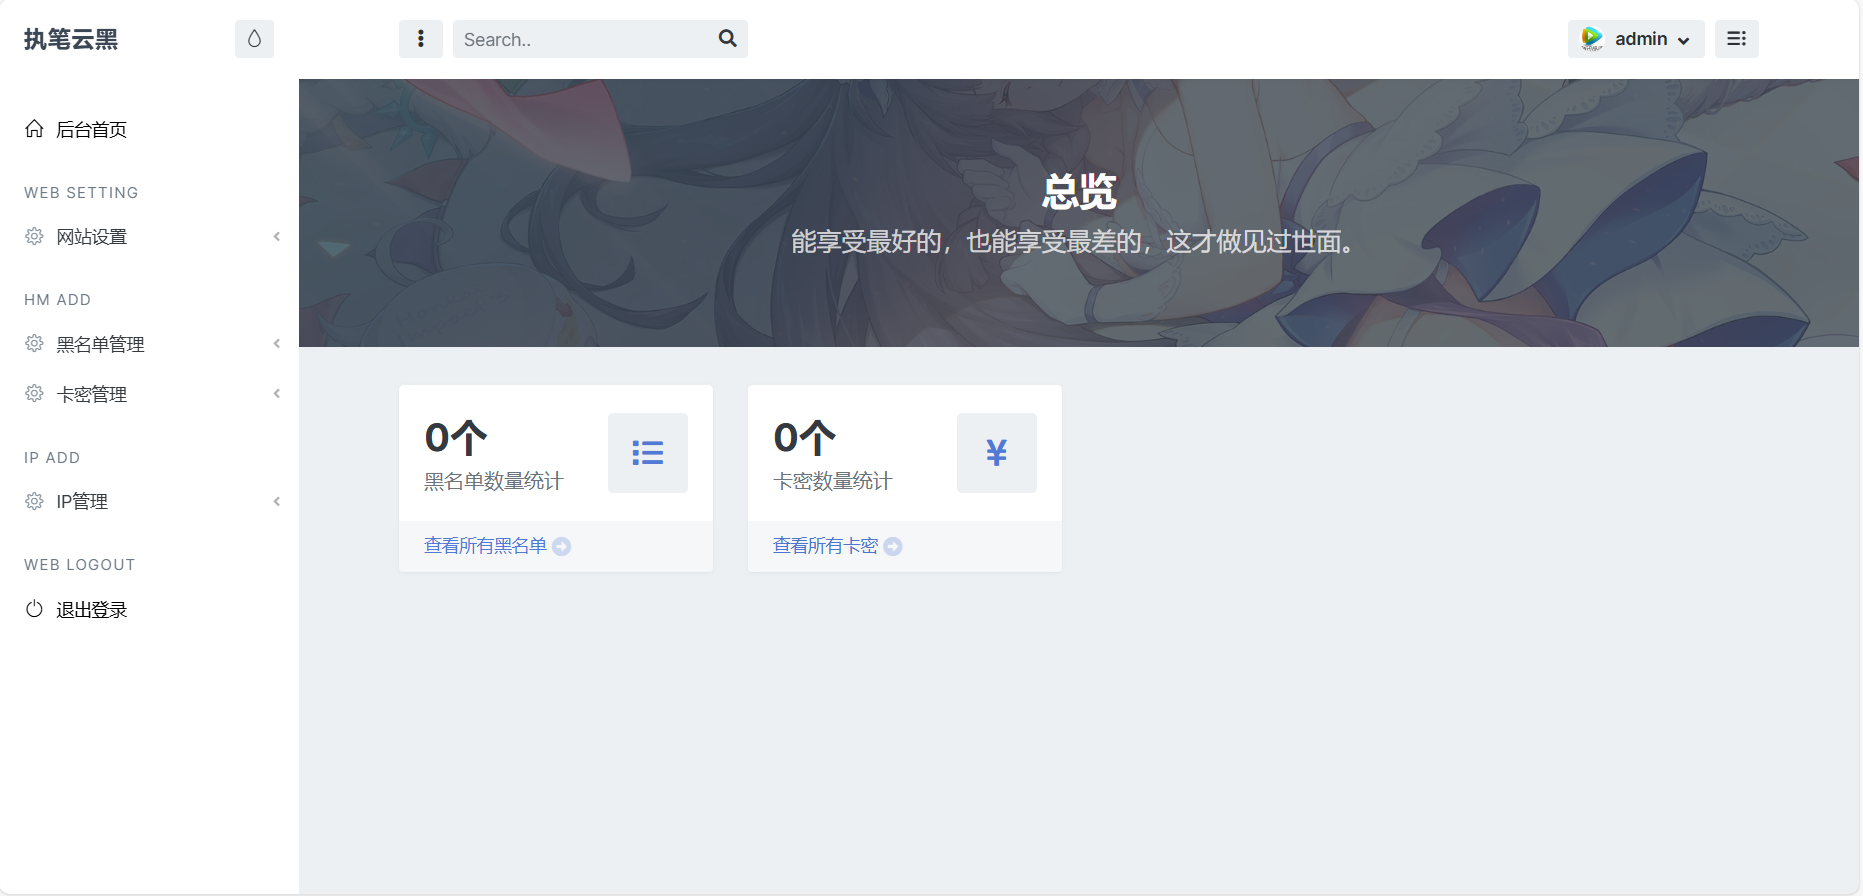 执笔云黑
Search..
admin
后台首页
WEB SETTING
网站设置
HM ADD
黑名单管理
卡密管理
IP ADD
IP管理
WEB LOGOUT
退出登录
总览
能享受最好的，也能享受最差的，这才做见过世面。
0个
黑名单数量统计
查看所有黑名单
0个
卡密数量统计
查看所有卡密